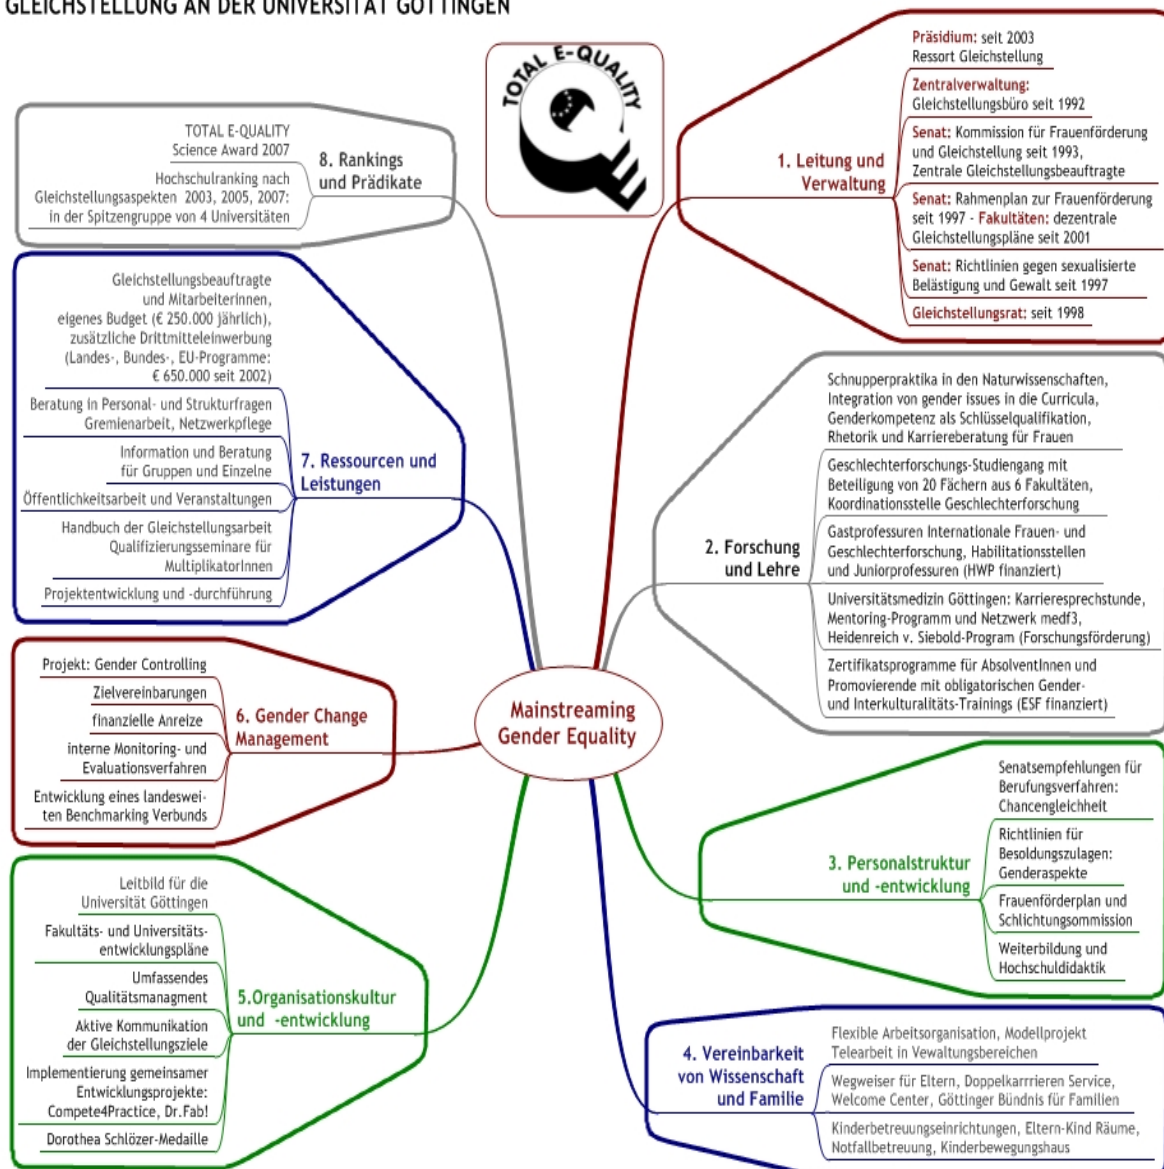 GLEICHSTELLUNG AN DER UNIVERSITÄT GÖTTINGEN
TOTAL E-QUALITY
Mainstreaming
Gender Equality
1. Leitung und
Verwaltung
Präsidium: seit 2003
Ressort Gleichstellung
Zentralverwaltung:
Gleichstellungsbüro seit 1992
Senat: Kommission für Frauenförderung
und Gleichstellung seit 1993,
Zentrale Gleichstellungsbeauftragte
Senat: Rahmenplan zur Frauenförderung
seit 1997 - Fakultäten: dezentrale
Gleichstellungspläne seit 2001
Senat: Richtlinien gegen sexualisierte
Belästigung und Gewalt seit 1997
Gleichstellungsrat: seit 1998
2. Forschung
und Lehre
Schnupperpraktika in den Naturwissenschaften,
Integration von gender issues in die Curricula,
Genderkompetenz als Schlüsselqualifikation,
Rhetorik und Karriereberatung für Frauen
Geschlechterforschungs-Studiengang mit
Beteiligung von 20 Fächern aus 6 Fakultäten,
Koordinationsstelle Geschlechterforschung
Gastprofessuren Internationale Frauen- und
Geschlechterforschung, Habilitationsstellen
und Juniorprofessuren (HWP finanziert)
Universitätsmedizin Göttingen: Karrieresprechstunde,
Mentoring-Programm und Netzwerk medf3,
Heidenreich v. Siebold-Program (Forschungsförderung)
Zertifikatsprogramme für AbsolventInnen und
Promovierende mit obligatorischen Gender-
und Interkulturalitäts-Trainings (ESF finanziert)
3. Personalstruktur
und -entwicklung
Senatsempfehlungen für
Berufungsverfahren:
Chancengleichheit
Richtlinien für
Besoldungszulagen:
Genderaspekte
Frauenförderplan und
Schlichtungsommission
Weiterbildung und
Hochschuldidaktik
4. Vereinbarkeit
von Wissenschaft
und Familie
Flexible Arbeitsorganisation, Modellprojekt
Telearbeit in Vewaltungsbereichen
Wegweiser für Eltern, Doppelkarrrieren Service,
Welcome Center, Göttinger Bündnis für Familien
Kinderbetreuungseinrichtungen, Eltern-Kind Räume,
Notfallbetreuung, Kinderbewegungshaus
5.Organisationskultur
und -entwicklung
Leitbild für die
Universität Göttingen
Fakultäts- und Universitäts-
entwicklungspläne
Umfassendes
Qualitätsmanagment
Aktive Kommunikation
der Gleichstellungsziele
Implementierung gemeinsamer
Entwicklungsprojekte:
Compete4Practice, Dr.Fab!
Dorothea Schlözer-Medaille
6. Gender Change
Management
Projekt: Gender Controlling
Zielvereinbarungen
finanzielle Anreize
interne Monitoring- und
Evaluationsverfahren
Entwicklung eines landeswei-
ten Benchmarking Verbunds
7. Ressourcen und
Leistungen
Gleichstellungsbeauftragte
und MitarbeiterInnen,
eigenes Budget (€ 250.000 jährlich),
zusätzliche Drittmitteleinwerbung
(Landes-, Bundes-, EU-Programme:
€ 650.000 seit 2002)
Beratung in Personal- und Strukturfragen
Gremienarbeit, Netzwerkpflege
Information und Beratung
für Gruppen und Einzelne
Öffentlichkeitsarbeit und Veranstaltungen
Handbuch der Gleichstellungsarbeit
Qualifizierungsseminare für
MultiplikatorInnen
Projektentwicklung und -durchführung
8. Rankings
und Prädikate
TOTAL E-QUALITY
Science Award 2007
Hochschulranking nach
Gleichstellungsaspekten 2003, 2005, 2007:
in der Spitzengruppe von 4 Universitäten